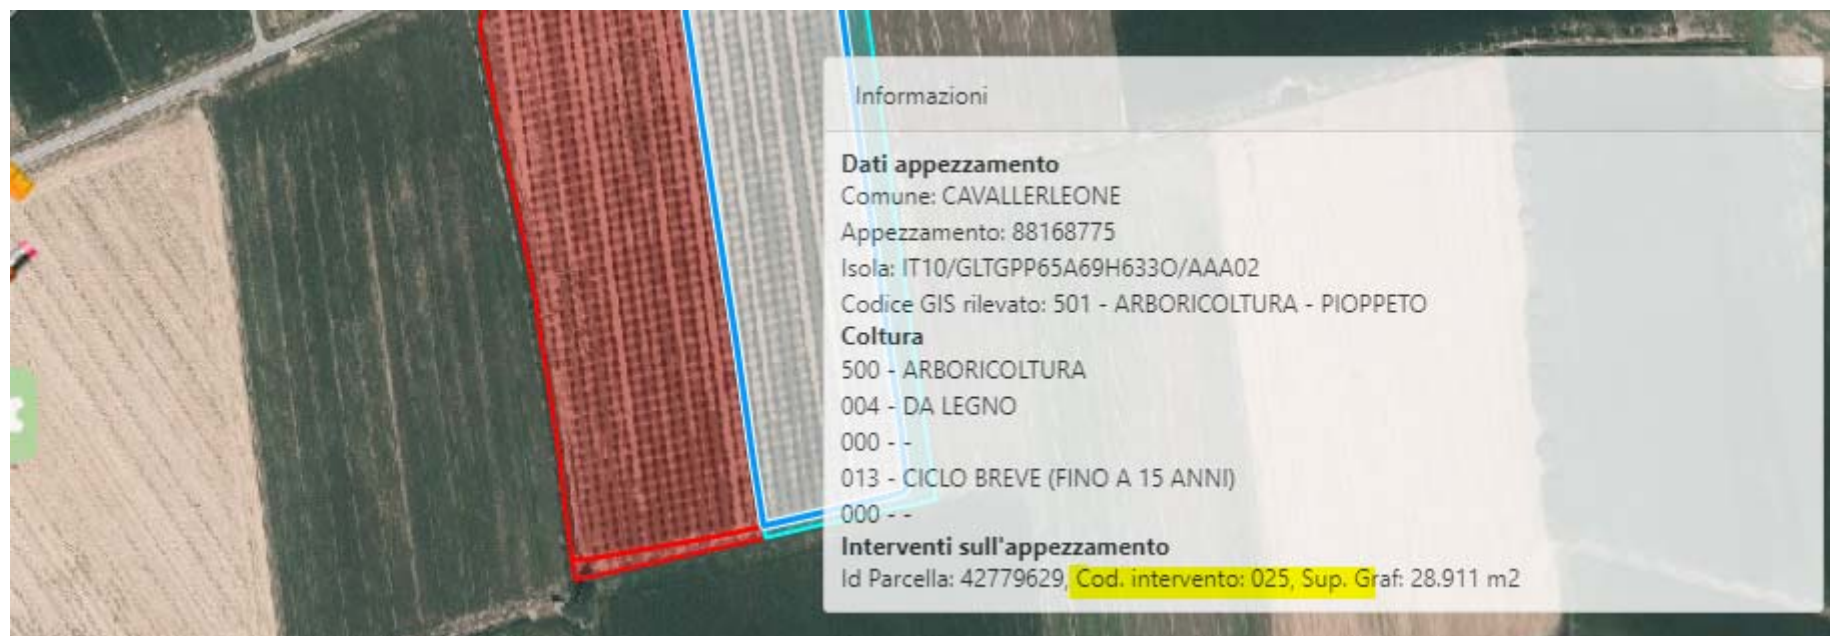 Informazioni
Dati appezzamento
Comune: CAVALLERLEONE
Appezzamento: 88168775
Isola: IT10/GLTGPP65A69H633O/AAA02
Codice GIS rilevato: 501 - ARBORICOLTURA - PIOPPETO
Coltura
500 - ARBORICOLTURA
004 - DA LEGNO
000 - -
013 - CICLO BREVE (FINO A 15 ANNI)
000 - -
Interventi sull'appezzamento
Id Parcella: 42779629, Cod. intervento: 025, Sup. Graf: 28.911 m2